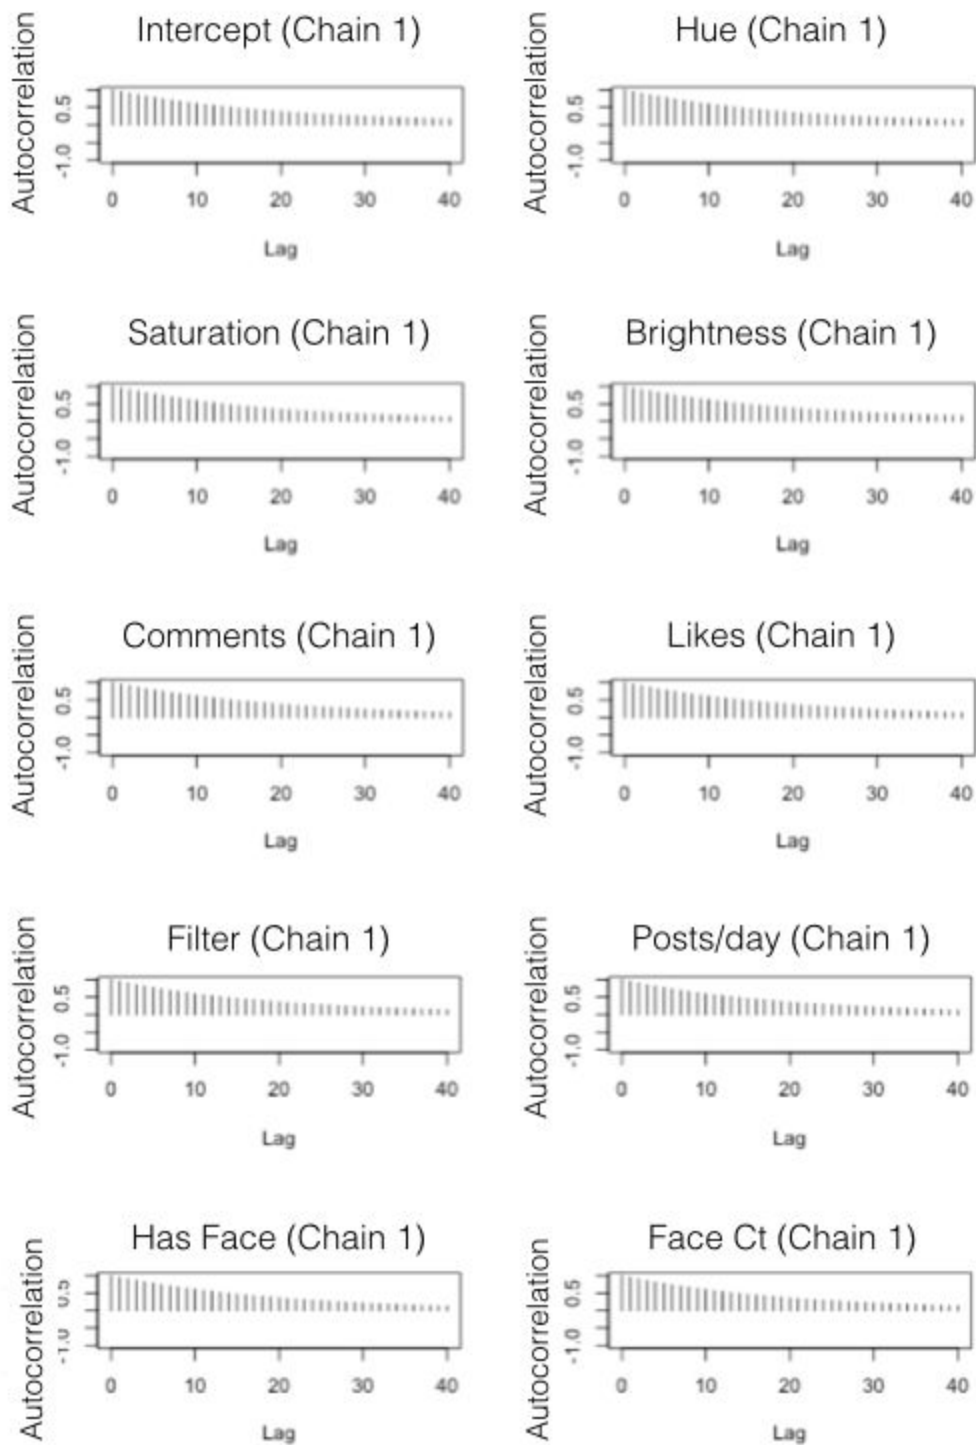 Intercept (Chain 1)
Autocorrelation
0.5
-1.0
0 10 20 30 40
Lag
Hue (Chain 1)
Autocorrelation
0.5
-1.0
0 10 20 30 40
Lag
Saturation (Chain 1)
Autocorrelation
0.5
-1.0
0 10 20 30 40
Lag
Brightness (Chain 1)
Autocorrelation
0.5
-1.0
0 10 20 30 40
Lag
Comments (Chain 1)
Autocorrelation
0.5
-1.0
0 10 20 30 40
Lag
Likes (Chain 1)
Autocorrelation
0.5
-1.0
0 10 20 30 40
Lag
Filter (Chain 1)
Autocorrelation
0.5
-1.0
0 10 20 30 40
Lag
Posts/day (Chain 1)
Autocorrelation
0.5
-1.0
0 10 20 30 40
Lag
Has Face (Chain 1)
Autocorrelation
0.5
-1.0
0 10 20 30 40
Lag
Face Ct (Chain 1)
Autocorrelation
0.5
-1.0
0 10 20 30 40
Lag